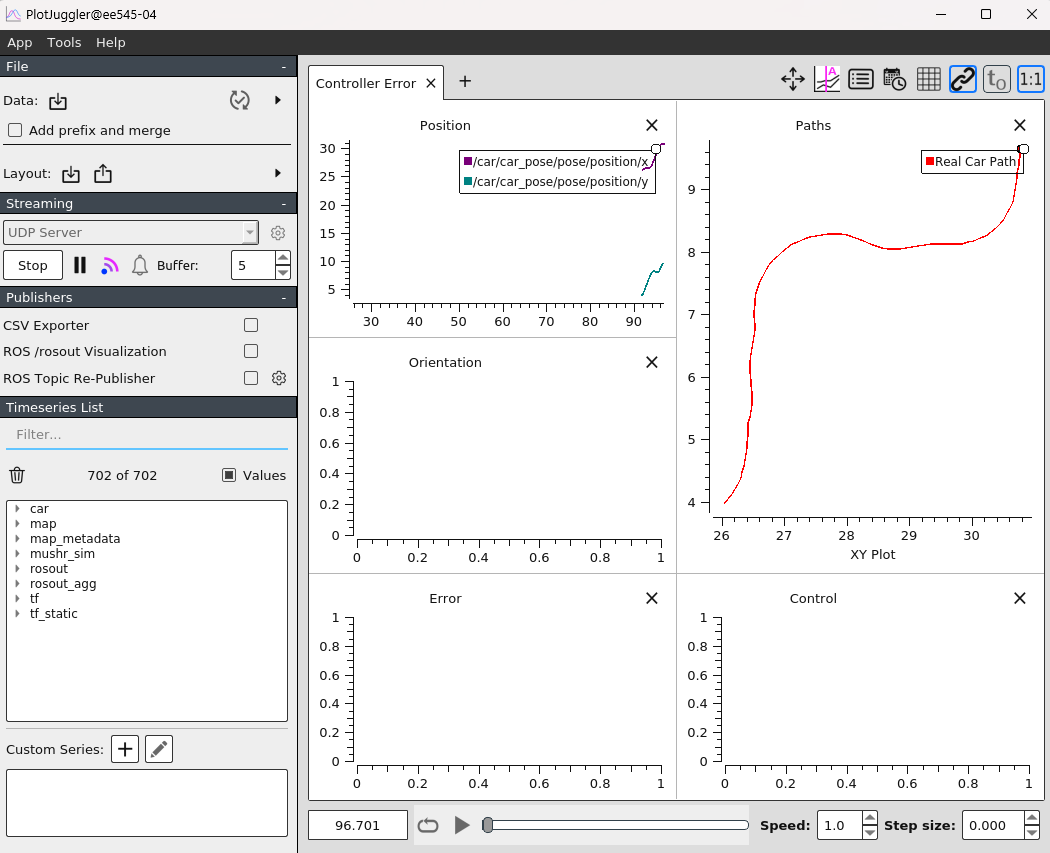 PlotJuggler@ee545-04
App Tools Help
File -
Data:
Add prefix and merge
Layout:
Streaming -
UDP Server
Stop Buffer: 5
Publishers -
CSV Exporter
ROS /rosout Visualization
ROS Topic Re-Publisher
Timeseries List
Filter...
702 of 702 Values
car
map
map_metadata
mushr_sim
rosout
rosout_agg
tf
tf_static
Custom Series:
Controller Error
A t0 1:1
Position
30
25
20
15
10
5
/car/car_pose/pose/position/x
/car/car_pose/pose/position/y
30 40 50 60 70 80 90
Paths
Real Car Path
9
8
7
6
5
4
26 27 28 29 30
XY Plot
Orientation
1
0.8
0.6
0.4
0.2
0
0 0.2 0.4 0.6 0.8 1
Error
1
0.8
0.6
0.4
0.2
0
0 0.2 0.4 0.6 0.8 1
Control
1
0.8
0.6
0.4
0.2
0
0 0.2 0.4 0.6 0.8 1
96.701 Speed: 1.0 Step size: 0.000